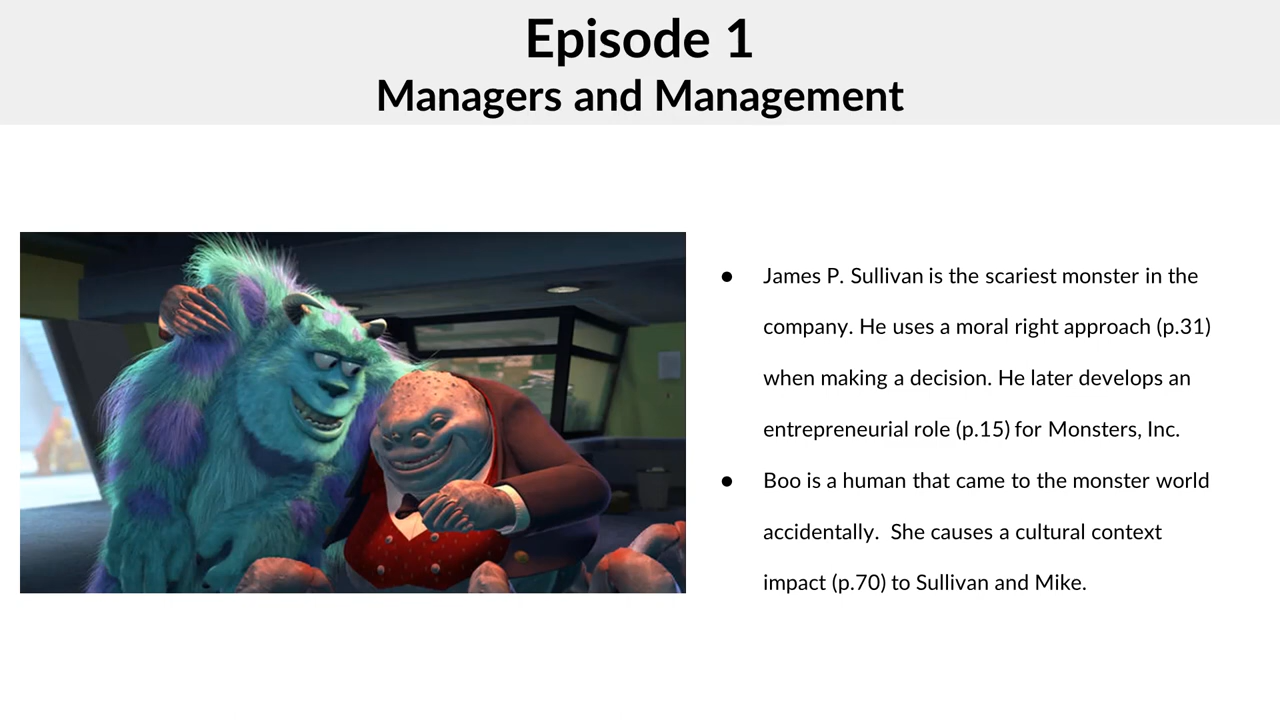 Episode 1
Managers and Management
● James P. Sullivan is the scariest monster in the
company. He uses a moral right approach (p.31)
when making a decision. He later develops an
entrepreneurial role (p.15) for Monsters, Inc.
● Boo is a human that came to the monster world
accidentally.  She causes a cultural context
impact (p.70) to Sullivan and Mike.